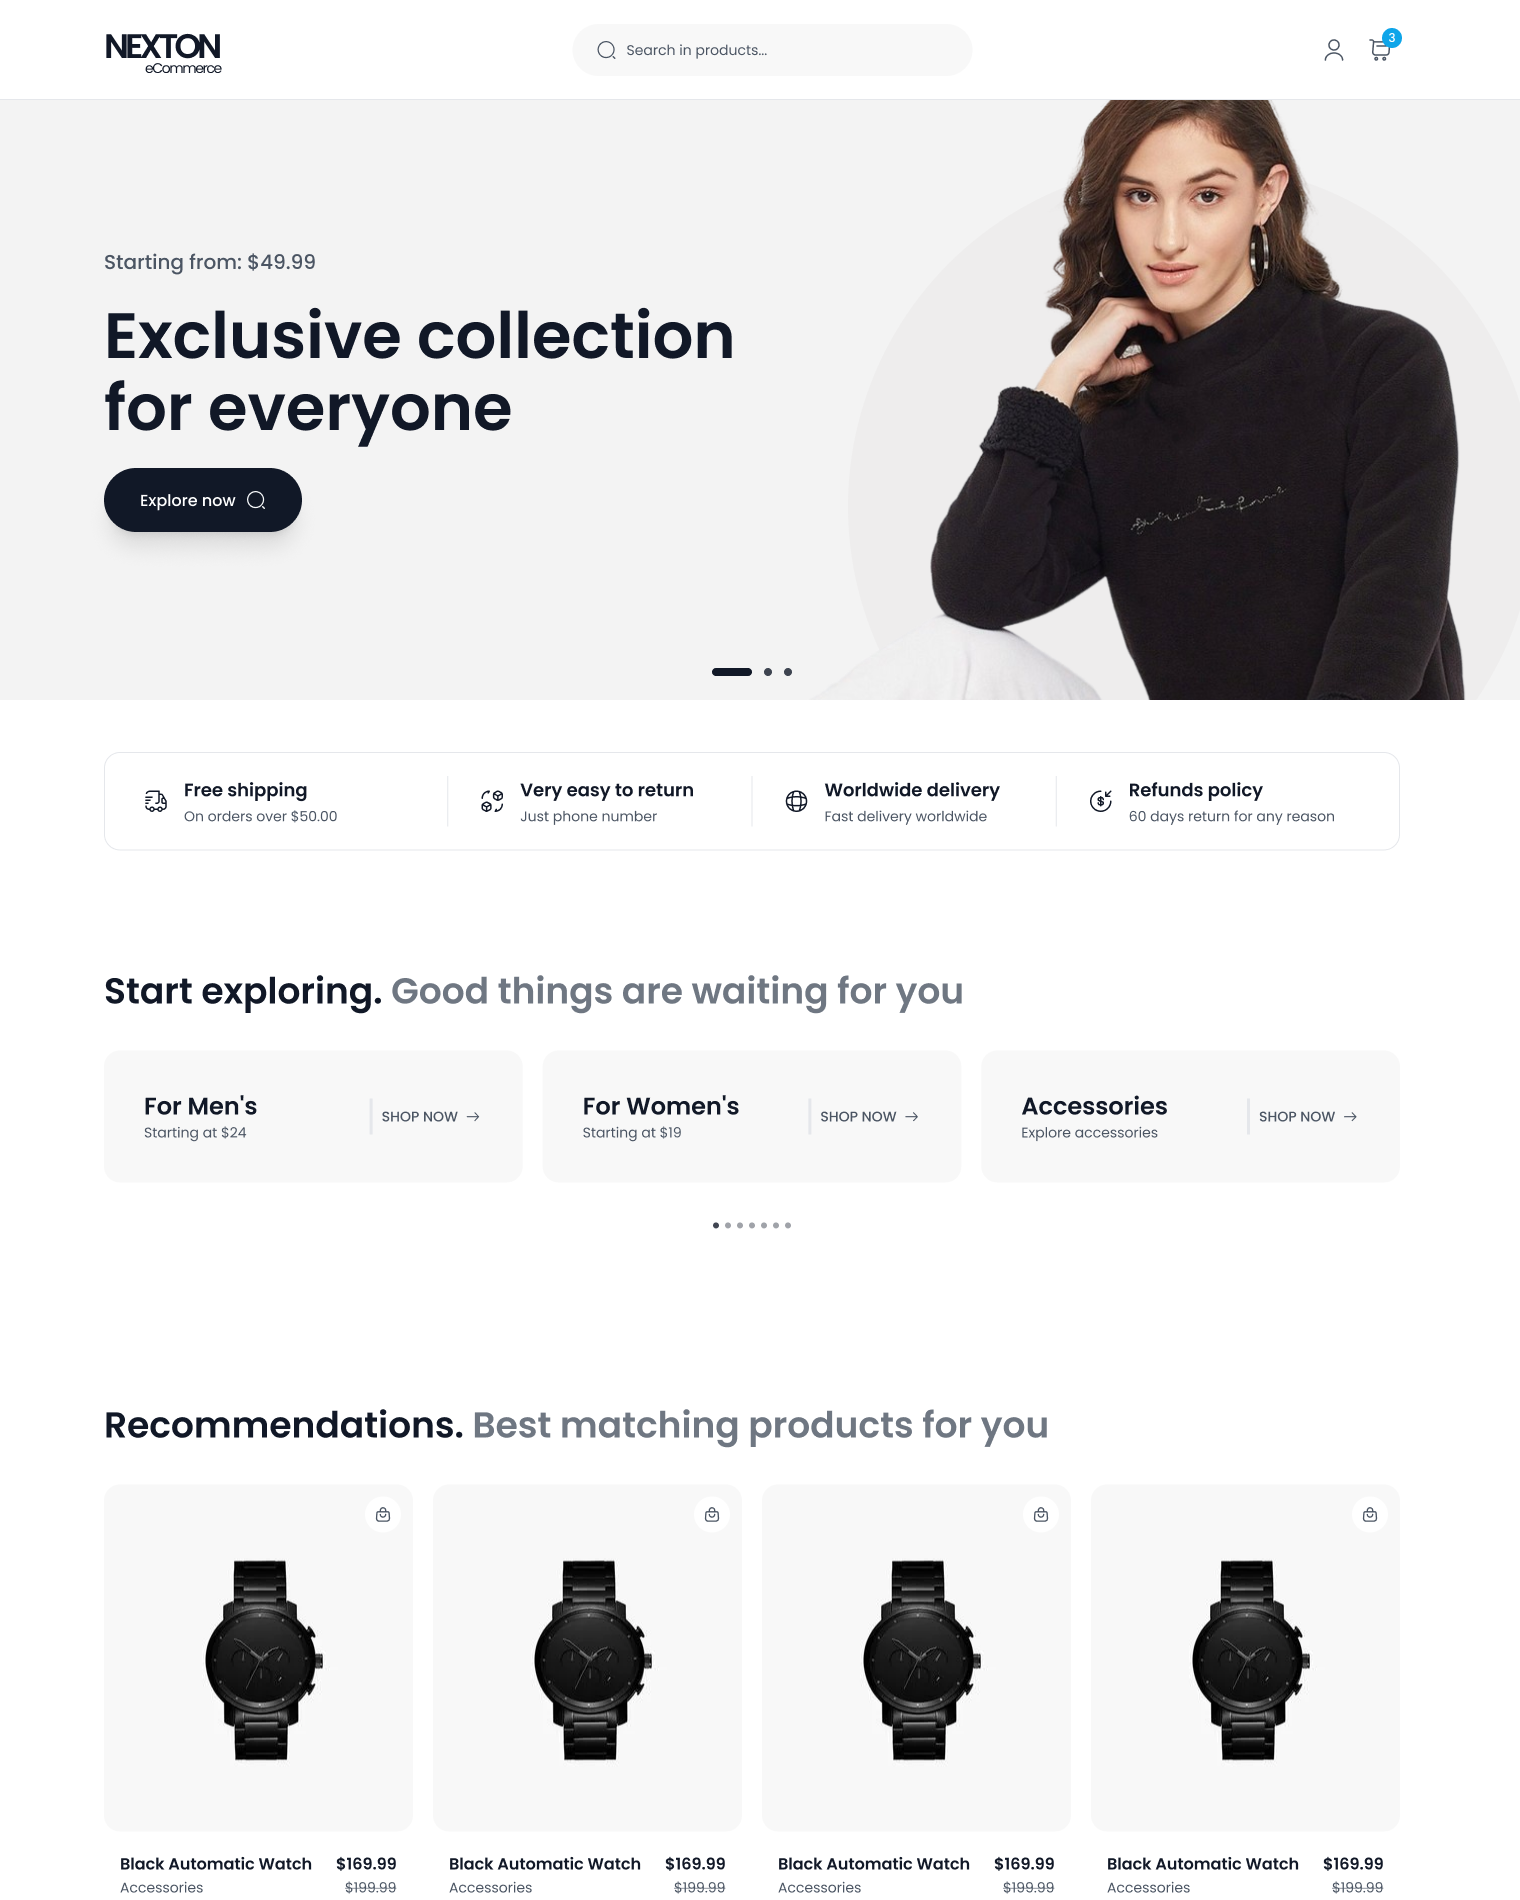 NEXTON
eCommerce
Search in products...
3
Starting from: $49.99
Exclusive collection
for everyone
Explore now
Free shipping
On orders over $50.00
Very easy to return
Just phone number
Worldwide delivery
Fast delivery worldwide
Refunds policy
60 days return for any reason
Start exploring. Good things are waiting for you
For Men's
Starting at $24
SHOP NOW
For Women's
Starting at $19
SHOP NOW
Accessories
Explore accessories
SHOP NOW
Recommendations. Best matching products for you
Black Automatic Watch $169.99
Accessories $199.99
Black Automatic Watch $169.99
Accessories $199.99
Black Automatic Watch $169.99
Accessories $199.99
Black Automatic Watch $169.99
Accessories $199.99